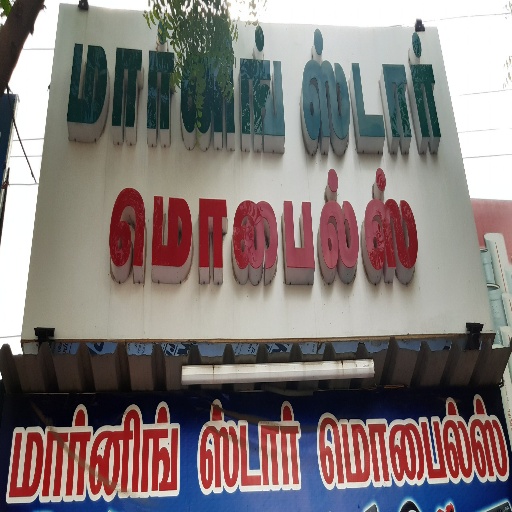 மார்னிங் ஸ்டார்
மொபைல்ஸ்
மார்னிங் ஸ்டார் மொபைல்ஸ்